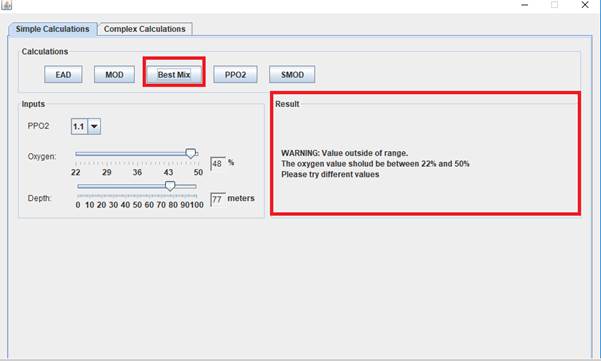 Simple Calculations Complex Calculations
Calculations
EAD MOD Best Mix PPO2 SMOD
Inputs
PPO2 1.1
Oxygen: 48 %
22 29 36 43 50
Depth: 77 meters
0 10 20 30 40 50 60 70 80 90100
Result
WARNING: Value outside of range.
The oxygen value sholud be between 22% and 50%
Please try different values